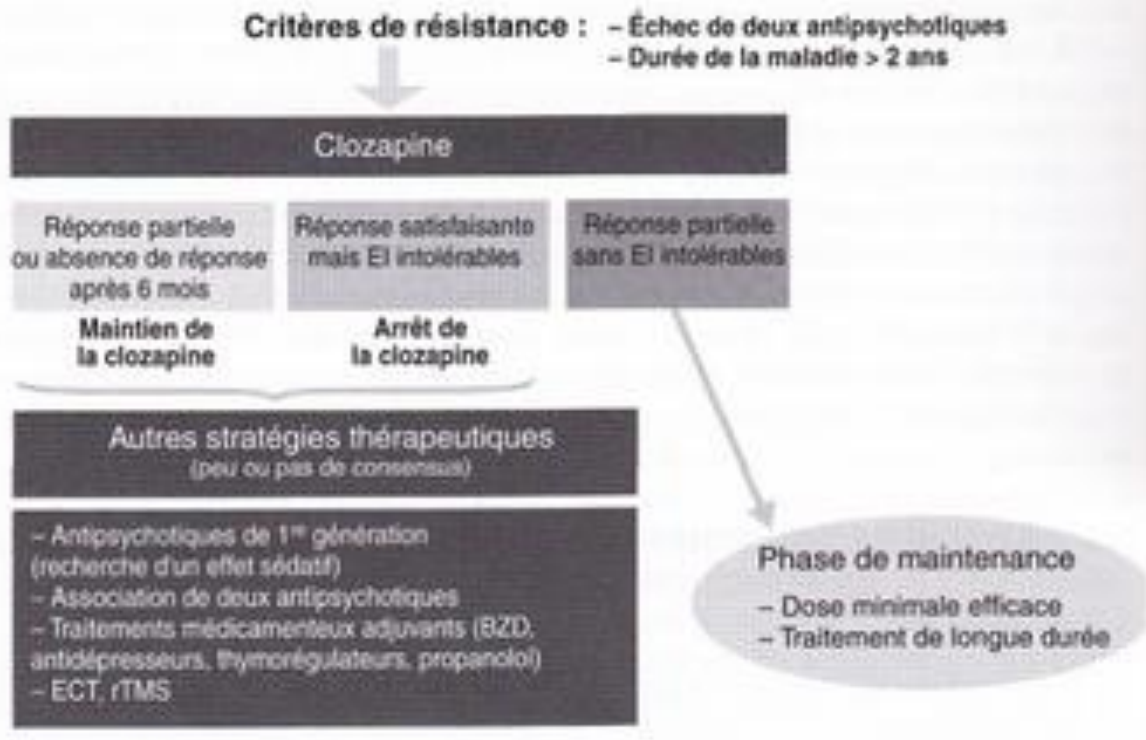 Critères de résistance : – Échec de deux antipsychotiques
– Durée de la maladie > 2 ans
Clozapine
Réponse partielle
ou absence de réponse
après 6 mois
Maintien de
la clozapine
Réponse satisfaisante
mais EI intolérables
Arrêt de
la clozapine
Réponse partielle
sans EI intolérables
Autres stratégies thérapeutiques
(peu ou pas de consensus)
– Antipsychotiques de 1re génération
(recherche d'un effet sédatif)
– Association de deux antipsychotiques
– Traitements médicamenteux adjuvants (BZD,
antidépresseurs, thymorégulateurs, propanolol)
– ECT, rTMS
Phase de maintenance
– Dose minimale efficace
– Traitement de longue durée